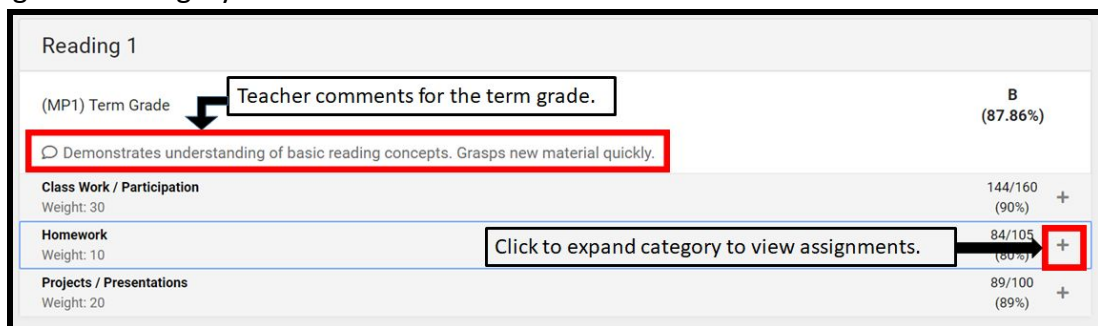 Reading 1
(MP1) Term Grade
Teacher comments for the term grade.
B
(87.86%)
Demonstrates understanding of basic reading concepts. Grasps new material quickly.
Class Work / Participation
144/160
Weight: 30
(90%)
Homework
84/105
Weight: 10
Click to expand category to view assignments.
(80%)
Projects / Presentations
89/100
Weight: 20
(89%)